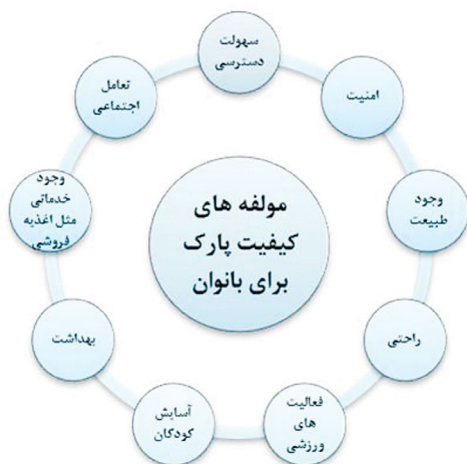 مولفه های
کیفیت پارک
برای بانوان
سهولت
دسترسی
امنیت
وجود
طبیعت
راحتی
فعالیت
های
ورزشی
آسایش
کودکان
بهداشت
وجود
خدماتی
مثل اغذیه
فروشی
تعامل
اجتماعی